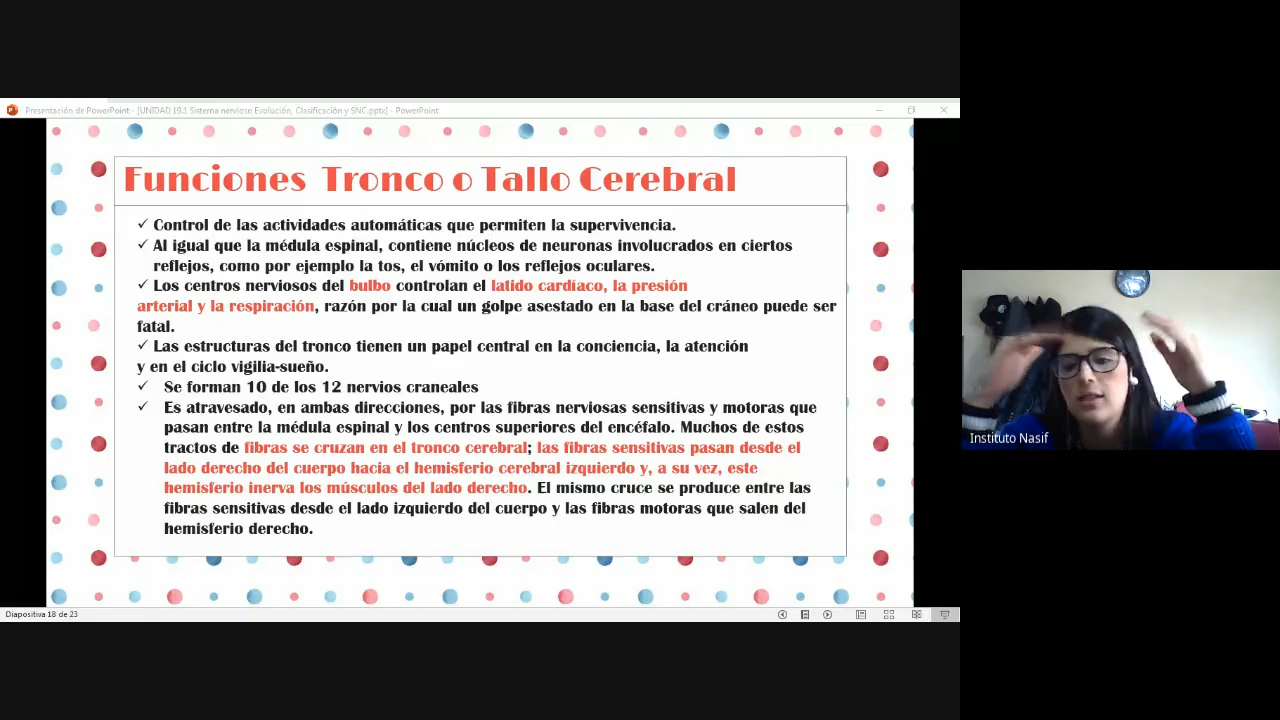 Presentación de PowerPoint - [UNIDAD 19.1 Sistema nervioso Evolución, Clasificación y SNC.pptx] - PowerPoint
Funciones Tronco o Tallo Cerebral
✓ Control de las actividades automáticas que permiten la supervivencia.
✓ Al igual que la médula espinal, contiene núcleos de neuronas involucrados en ciertos
reflejos, como por ejemplo la tos, el vómito o los reflejos oculares.
✓ Los centros nerviosos del bulbo controlan el latido cardíaco, la presión
arterial y la respiración, razón por la cual un golpe asestado en la base del cráneo puede ser
fatal.
✓ Las estructuras del tronco tienen un papel central en la conciencia, la atención
y en el ciclo vigilia-sueño.
✓ Se forman 10 de los 12 nervios craneales
✓ Es atravesado, en ambas direcciones, por las fibras nerviosas sensitivas y motoras que
pasan entre la médula espinal y los centros superiores del encéfalo. Muchos de estos
tractos de fibras se cruzan en el tronco cerebral; las fibras sensitivas pasan desde el
lado derecho del cuerpo hacia el hemisferio cerebral izquierdo y, a su vez, este
hemisferio inerva los músculos del lado derecho. El mismo cruce se produce entre las
fibras sensitivas desde el lado izquierdo del cuerpo y las fibras motoras que salen del
hemisferio derecho.
Diapositiva 18 de 23
Instituto Nasif